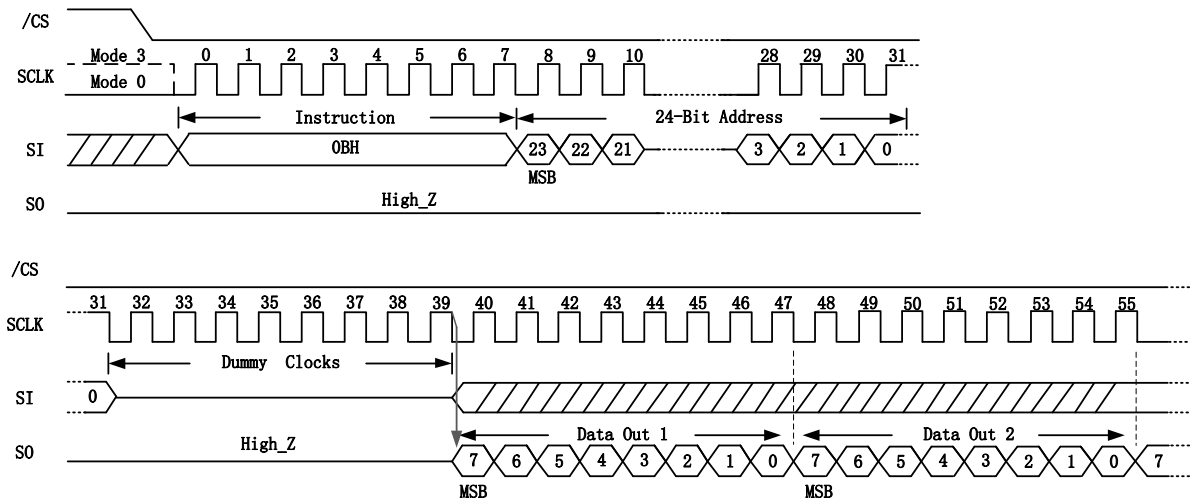 /CS
Mode 3
0 1 2 3 4 5 6 7 8 9 10 28 29 30 31
SCLK
Mode 0
Instruction 24-Bit Address
SI
0BH 23 22 21 3 2 1 0
MSB
SO
High_Z
/CS
31 32 33 34 35 36 37 38 39 40 41 42 43 44 45 46 47 48 49 50 51 52 53 54 55
SCLK
Dummy Clocks
SI
0
Data Out 1 Data Out 2
SO
High_Z
7 6 5 4 3 2 1 0 7 6 5 4 3 2 1 0 7
MSB MSB